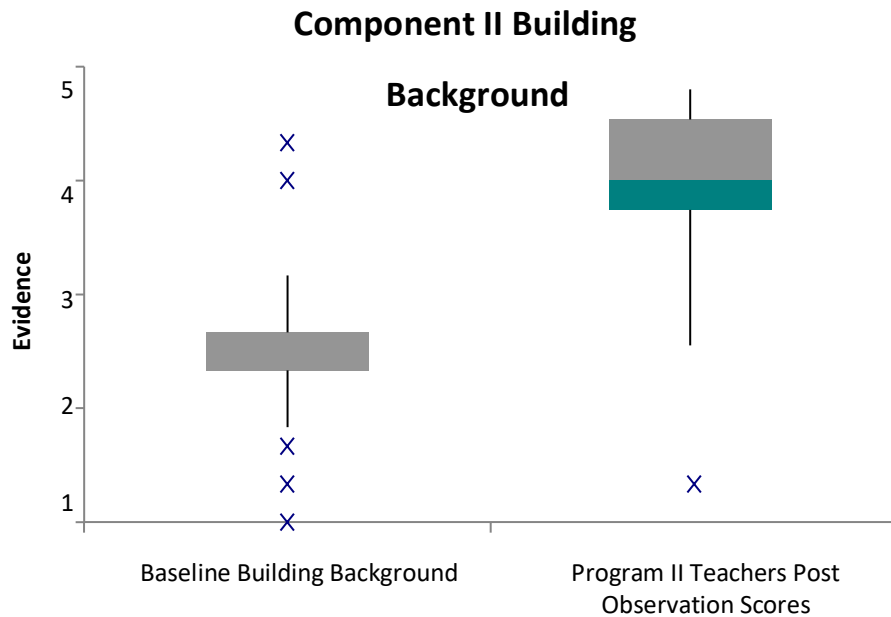 Component II Building
Background
5
4
3
2
1
Evidence
Baseline Building Background
Program II Teachers Post
Observation Scores